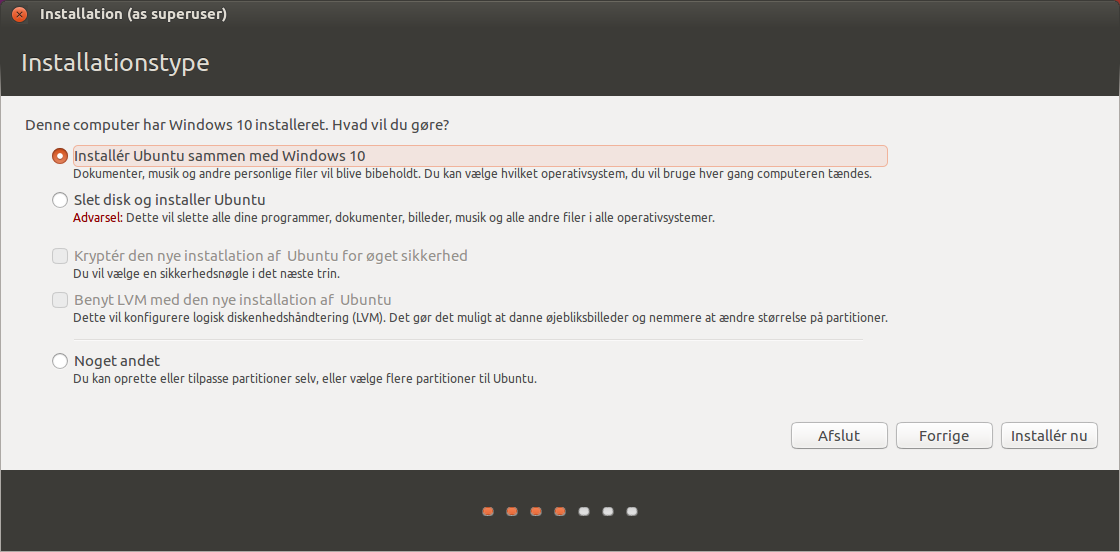 Installation (as superuser)
Installationstype
Denne computer har Windows 10 installeret. Hvad vil du gøre?
Installér Ubuntu sammen med Windows 10
Dokumenter, musik og andre personlige filer vil blive bibeholdt. Du kan vælge hvilket operativsystem, du vil bruge hver gang computeren tændes.
Slet disk og installer Ubuntu
Advarsel: Dette vil slette alle dine programmer, dokumenter, billeder, musik og alle andre filer i alle operativsystemer.
Kryptér den nye instatlation af  Ubuntu for øget sikkerhed
Du vil vælge en sikkerhedsnøgle i det næste trin.
Benyt LVM med den nye installation af  Ubuntu
Dette vil konfigurere logisk diskenhedshåndtering (LVM). Det gør det muligt at danne øjebliksbilleder og nemmere at ændre størrelse på partitioner.
Noget andet
Du kan oprette eller tilpasse partitioner selv, eller vælge flere partitioner til Ubuntu.
Afslut Forrige Installér nu